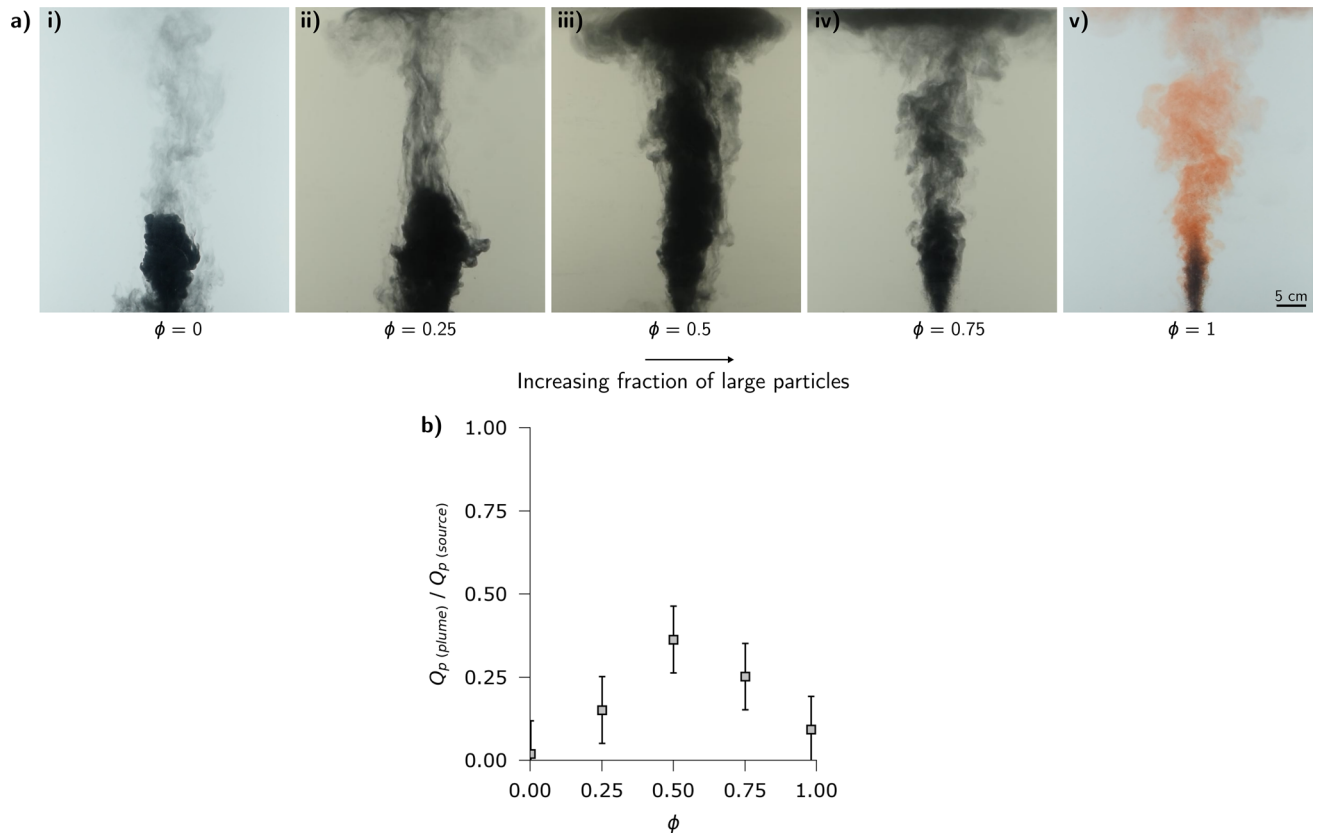 a) i) ii) iii) iv) v)
5 cm
ϕ = 0 ϕ = 0.25 ϕ = 0.5 ϕ = 0.75 ϕ = 1
Increasing fraction of large particles
b)
1.00
0.75
0.50
0.25
0.00
Qp (plume) / Qp (source)
0.00 0.25 0.50 0.75 1.00
ϕ